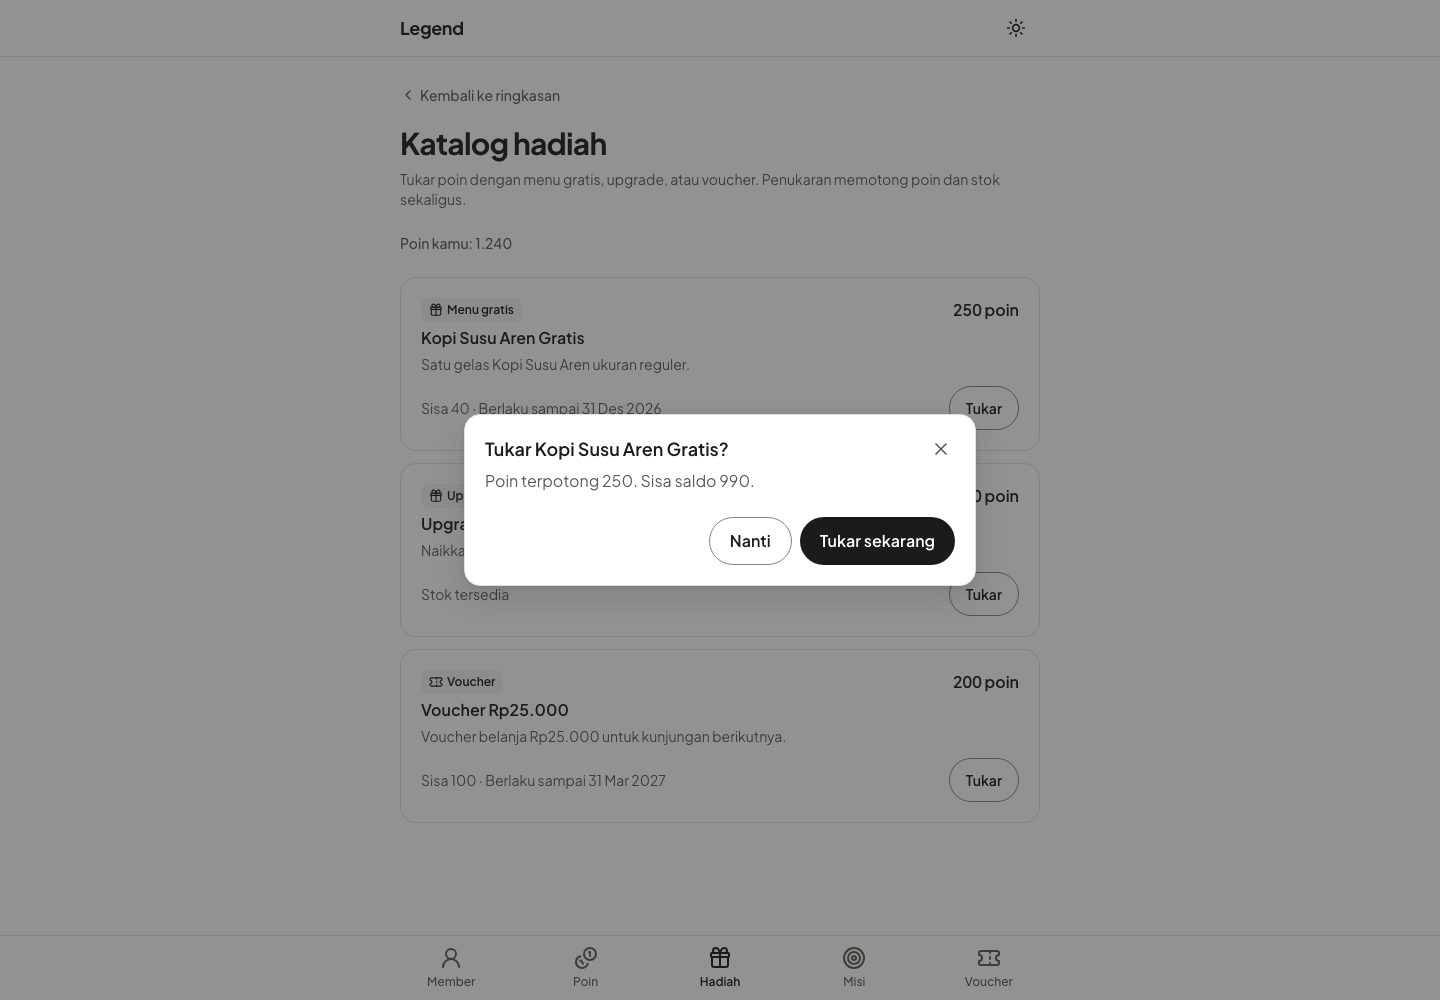 Legend
Kembali ke ringkasan
Katalog hadiah
Tukar poin dengan menu gratis, upgrade, atau voucher. Penukaran memotong poin dan stok
sekaligus.
Poin kamu: 1.240
Menu gratis
250 poin
Kopi Susu Aren Gratis
Satu gelas Kopi Susu Aren ukuran reguler.
Sisa 40 · Berlaku sampai 31 Des 2026
Tukar
Tukar Kopi Susu Aren Gratis?
Poin terpotong 250. Sisa saldo 990.
Nanti
Tukar sekarang
poin
Stok tersedia
Tukar
Voucher
200 poin
Voucher Rp25.000
Voucher belanja Rp25.000 untuk kunjungan berikutnya.
Sisa 100 · Berlaku sampai 31 Mar 2027
Tukar
Member
Poin
Hadiah
Misi
Voucher